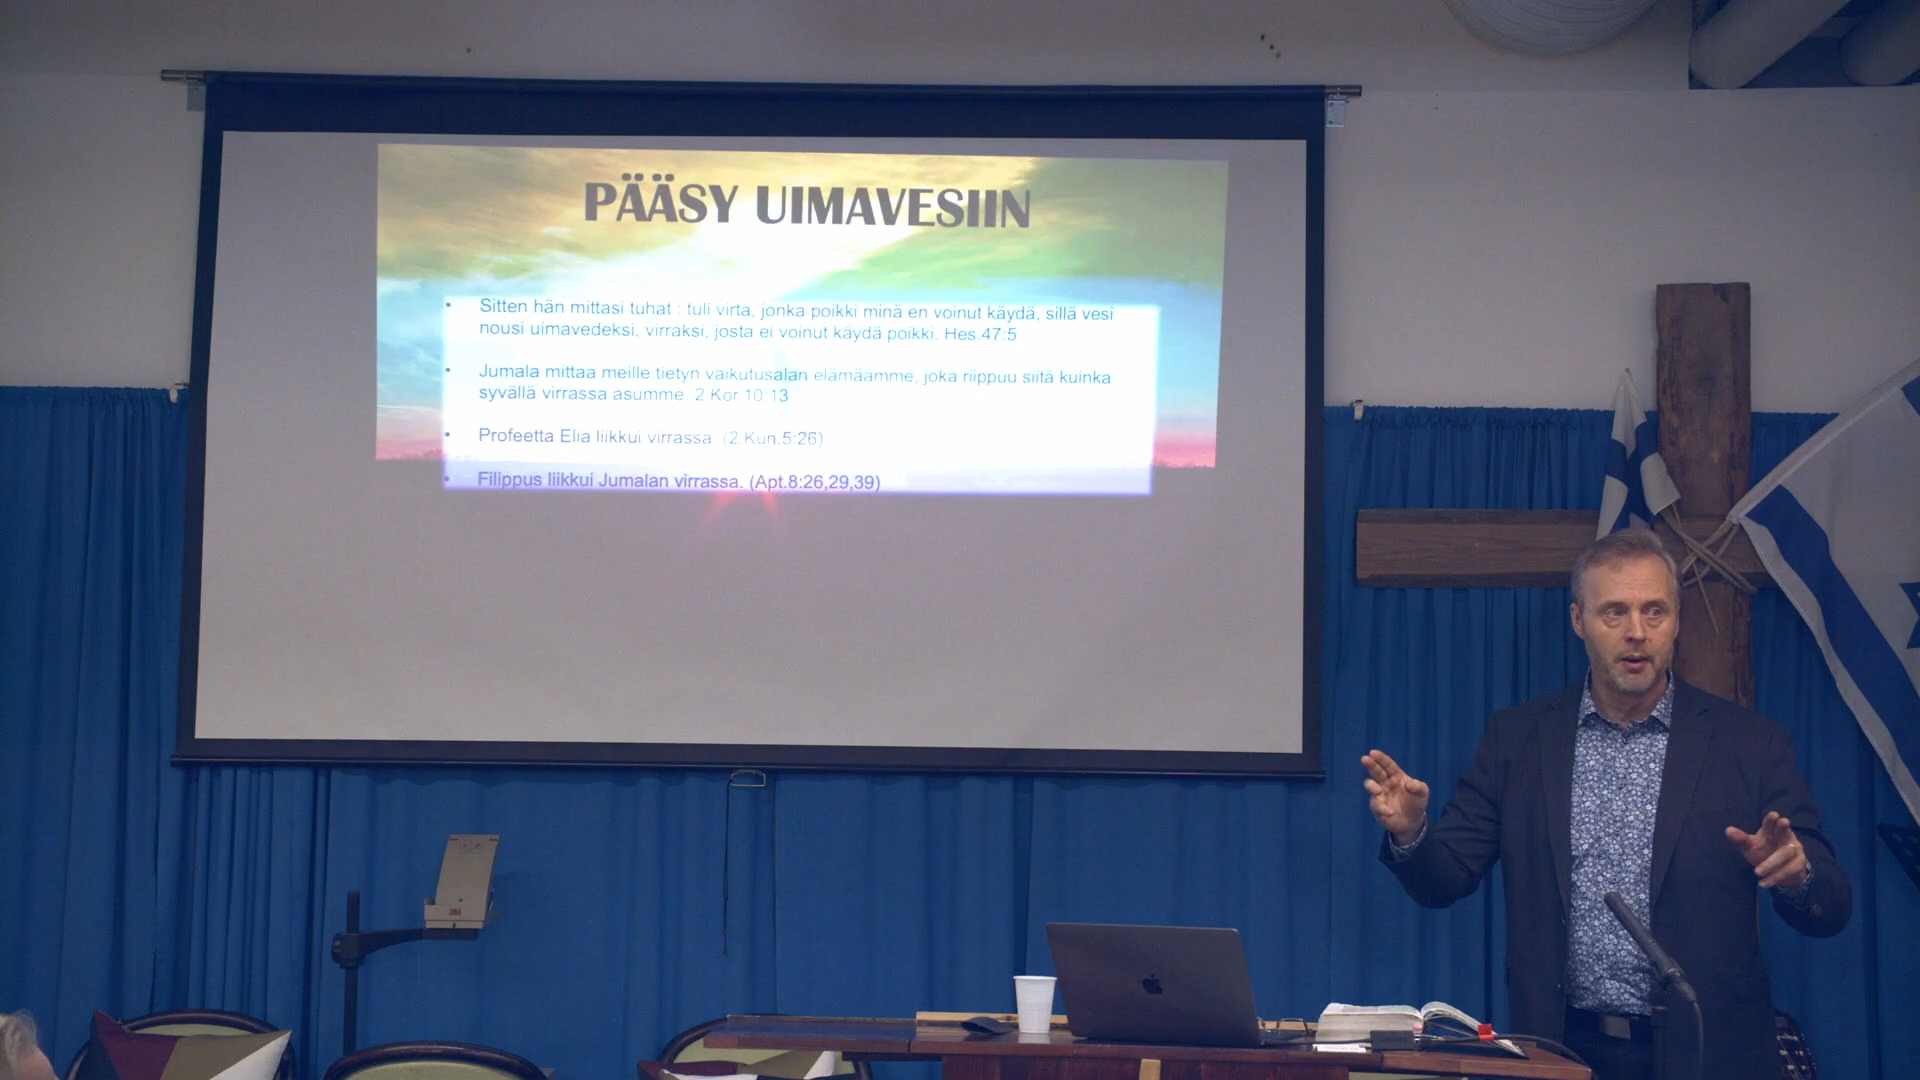 PÄÄSY UIMAVESIIN
• Sitten hän mittasi tuhat : tuli virta, jonka poikki minä en voinut käydä, sillä vesi
nousi uimavedeksi, virraksi, josta ei voinut käydä poikki. Hes.47:5
• Jumala mittaa meille tietyn vaikutusalan elämäämme, joka riippuu siitä kuinka
syvällä virrassa asumme. 2 Kor 10:13
• Profeetta Elia liikkui virrassa. (2.Kun.5:26)
• Filippus liikkui Jumalan virrassa. (Apt.8:26,29,39)
3M